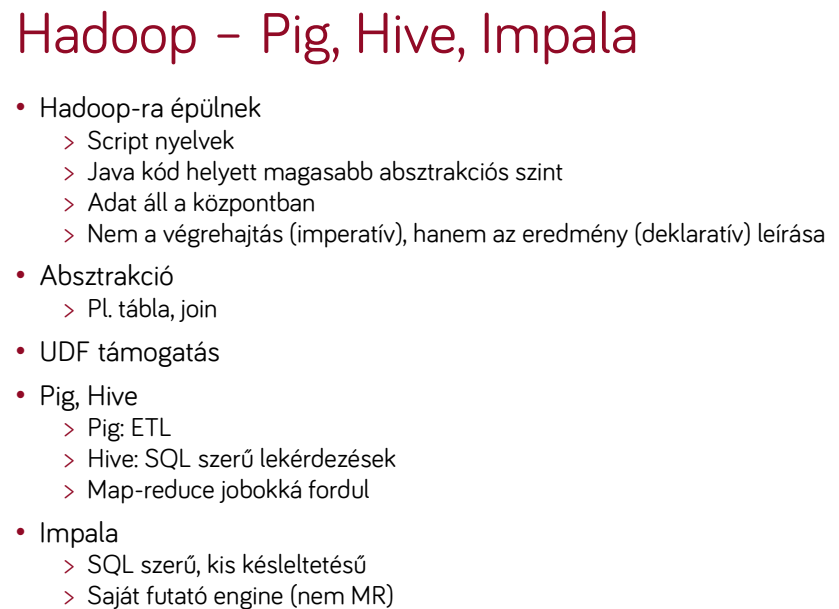 Hadoop – Pig, Hive, Impala
• Hadoop-ra épülnek
> Script nyelvek
> Java kód helyett magasabb absztrakciós szint
> Adat áll a központban
> Nem a végrehajtás (imperatív), hanem az eredmény (deklaratív) leírása
• Absztrakció
> Pl. tábla, join
• UDF támogatás
• Pig, Hive
> Pig: ETL
> Hive: SQL szerű lekérdezések
> Map-reduce jobokká fordul
• Impala
> SQL szerű, kis késleltetésű
> Saját futató engine (nem MR)